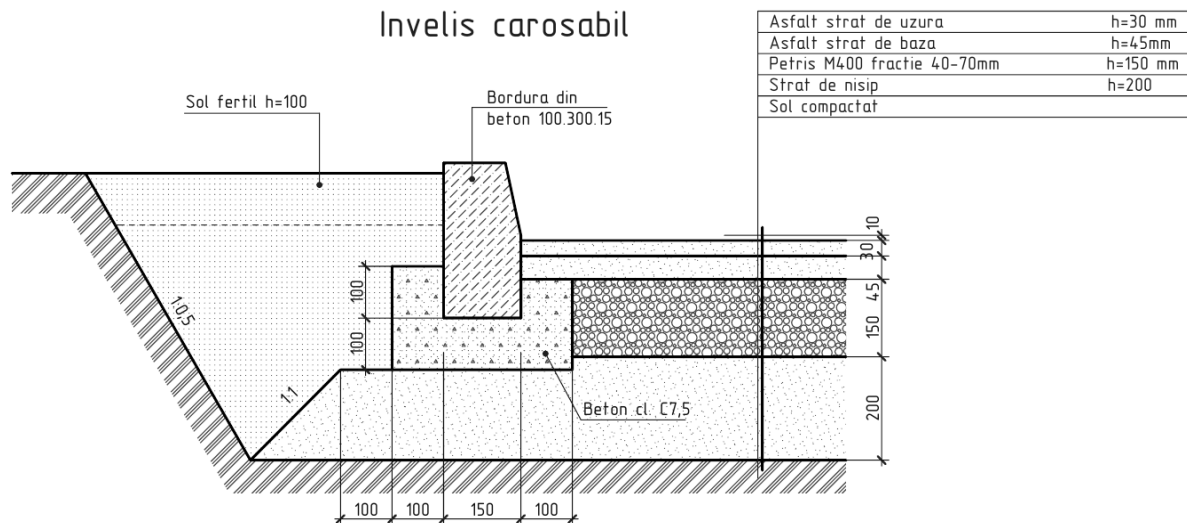 Invelis carosabil
Asfalt strat de uzura h=30 mm
Asfalt strat de baza h=45mm
Petris M400 fractie 40-70mm h=150 mm
Strat de nisip h=200
Sol compactat
Sol fertil h=100
Bordura din
beton 100.300.15
10
30
45
150
200
100
100
1:0,5
1:1
Beton cl. C7,5
100 100 150 100